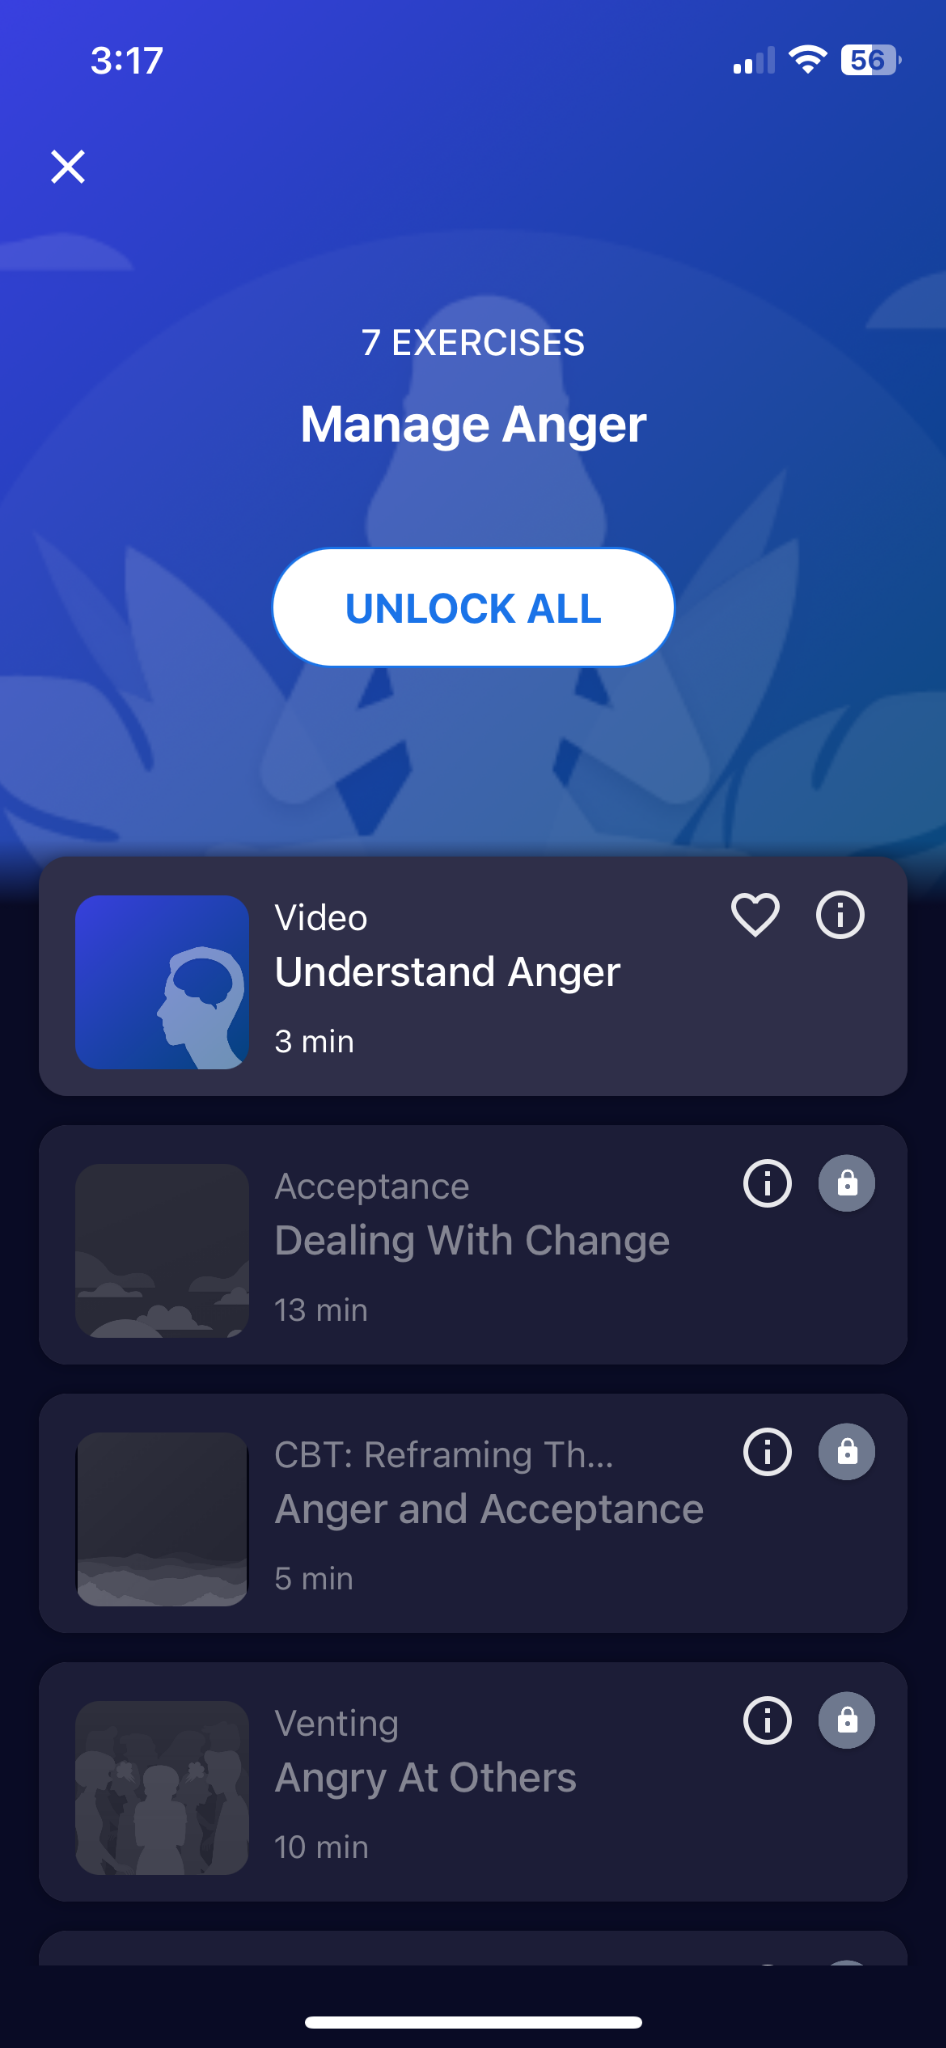 3:17
56
7 EXERCISES
Manage Anger
UNLOCK ALL
Video
Understand Anger
3 min
Acceptance
Dealing With Change
13 min
CBT: Reframing Th...
Anger and Acceptance
5 min
Venting
Angry At Others
10 min